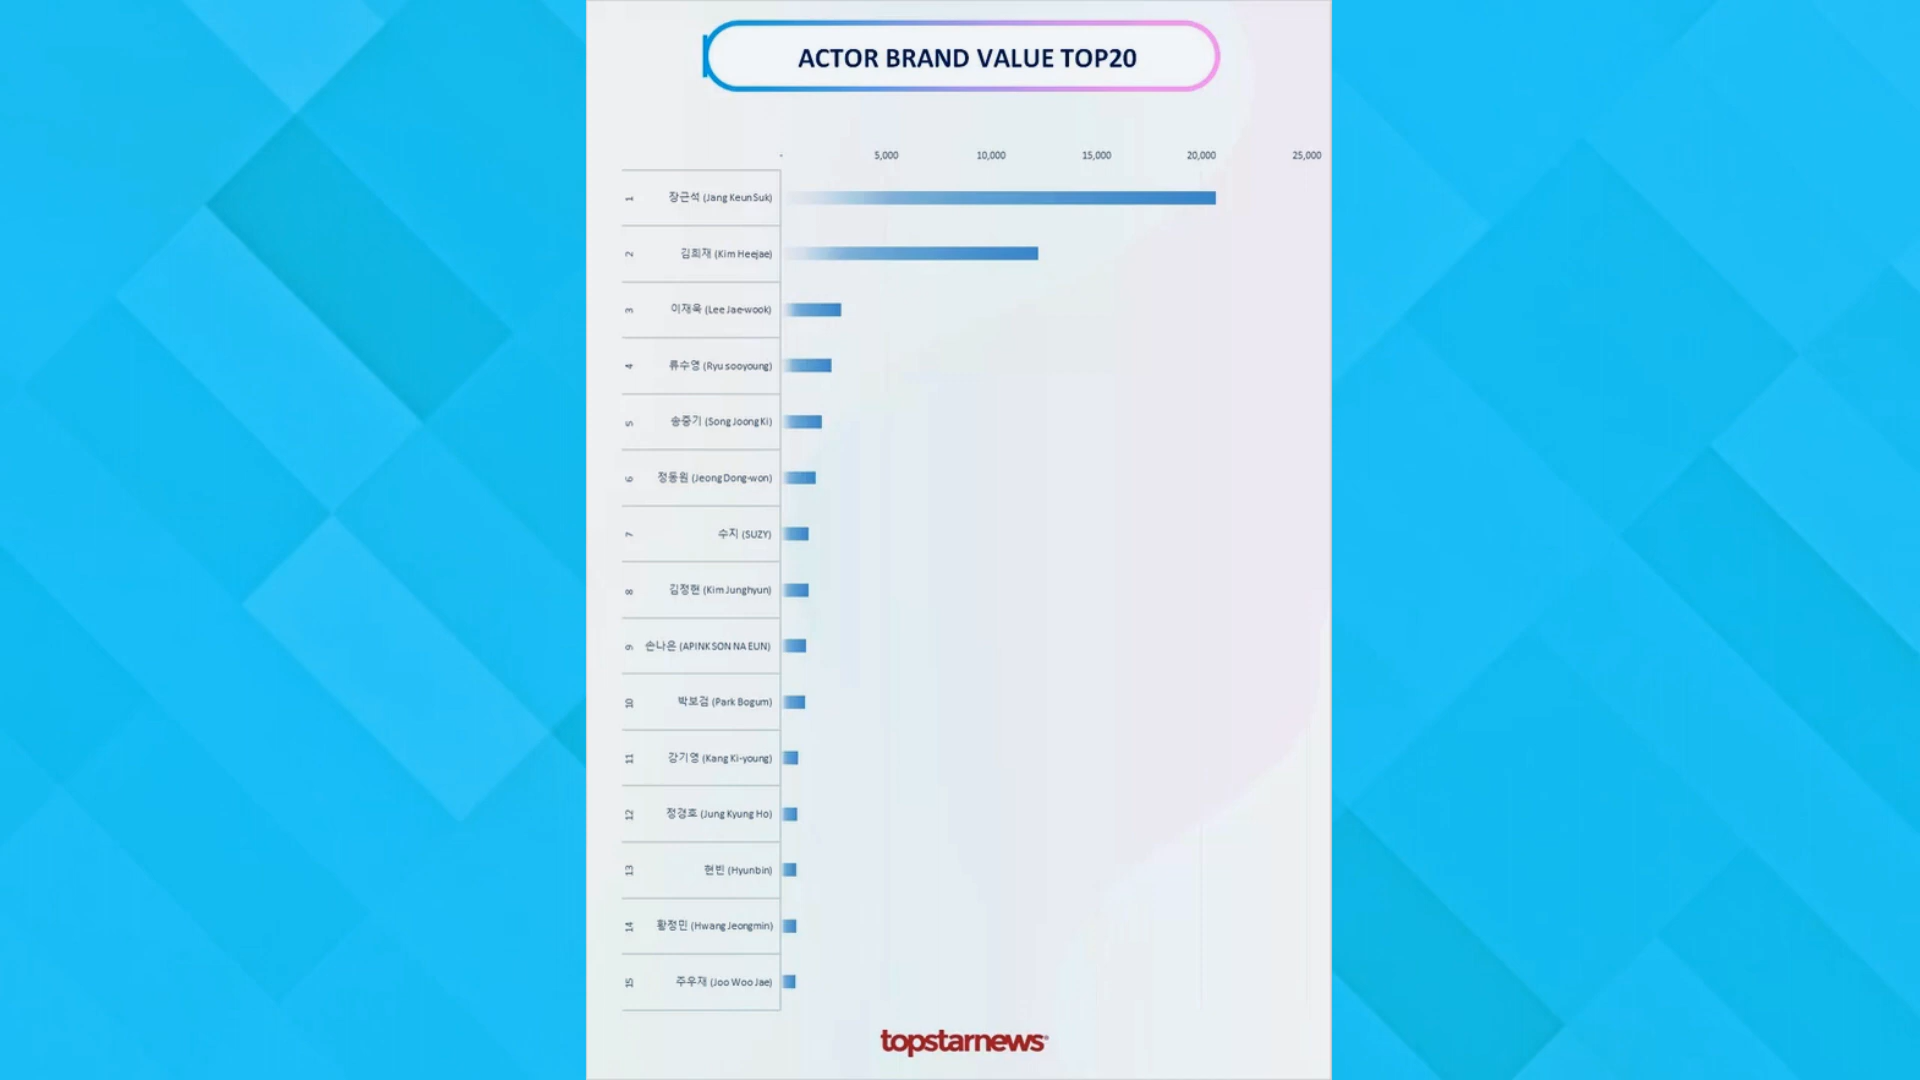 ACTOR BRAND VALUE TOP20
- 5,000 10,000 15,000 20,000 25,000
1 장근석 (Jang Keun Suk)
2 김희재 (Kim Heejae)
3 이재욱 (Lee Jae-wook)
4 류수영 (Ryu sooyoung)
5 송중기 (Song Joong Ki)
6 정동원 (Jeong Dong-won)
7 수지 (SUZY)
8 김정현 (Kim Junghyun)
9 손나은 (APINK SON NA EUN)
10 박보검 (Park Bogum)
11 강기영 (Kang Ki-young)
12 정경호 (Jung Kyung Ho)
13 현빈 (Hyunbin)
14 황정민 (Hwang Jeongmin)
15 주우재 (Joo Woo Jae)
topstarnews